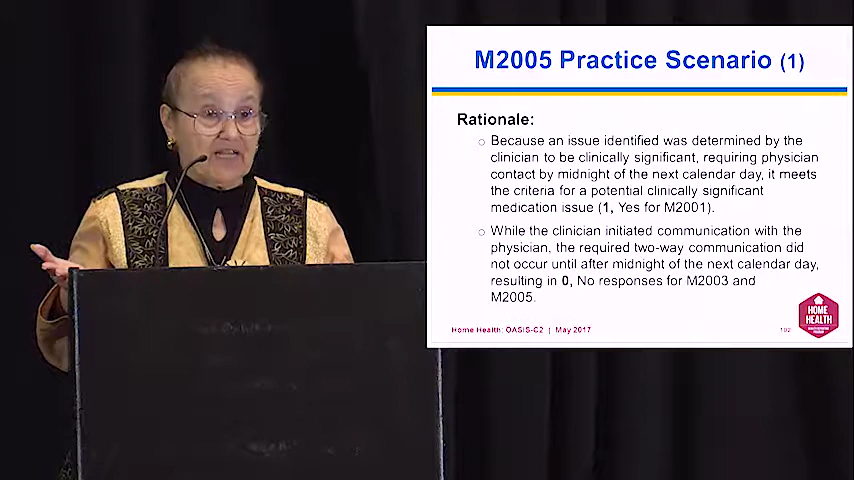 M2005 Practice Scenario (1)
Rationale:
Because an issue identified was determined by the
clinician to be clinically significant, requiring physician
contact by midnight of the next calendar day, it meets
the criteria for a potential clinically significant
medication issue (1, Yes for M2001).
While the clinician initiated communication with the
physician, the required two-way communication did
not occur until after midnight of the next calendar day,
resulting in 0, No responses for M2003 and
M2005.
Home Health: OASIS-C2 | May 2017
102
HOME
HEALTH